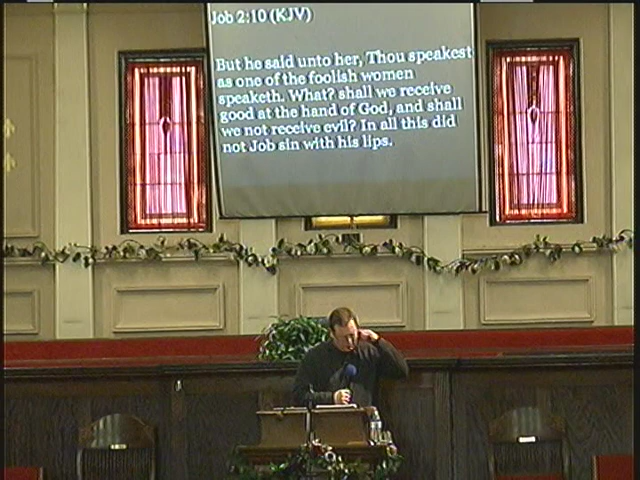 Job 2:10 (KJV)
But he said unto her, Thou speakest
as one of the foolish women
speaketh. What? shall we receive
good at the hand of God, and shall
we not receive evil? In all this did
not Job sin with his lips.